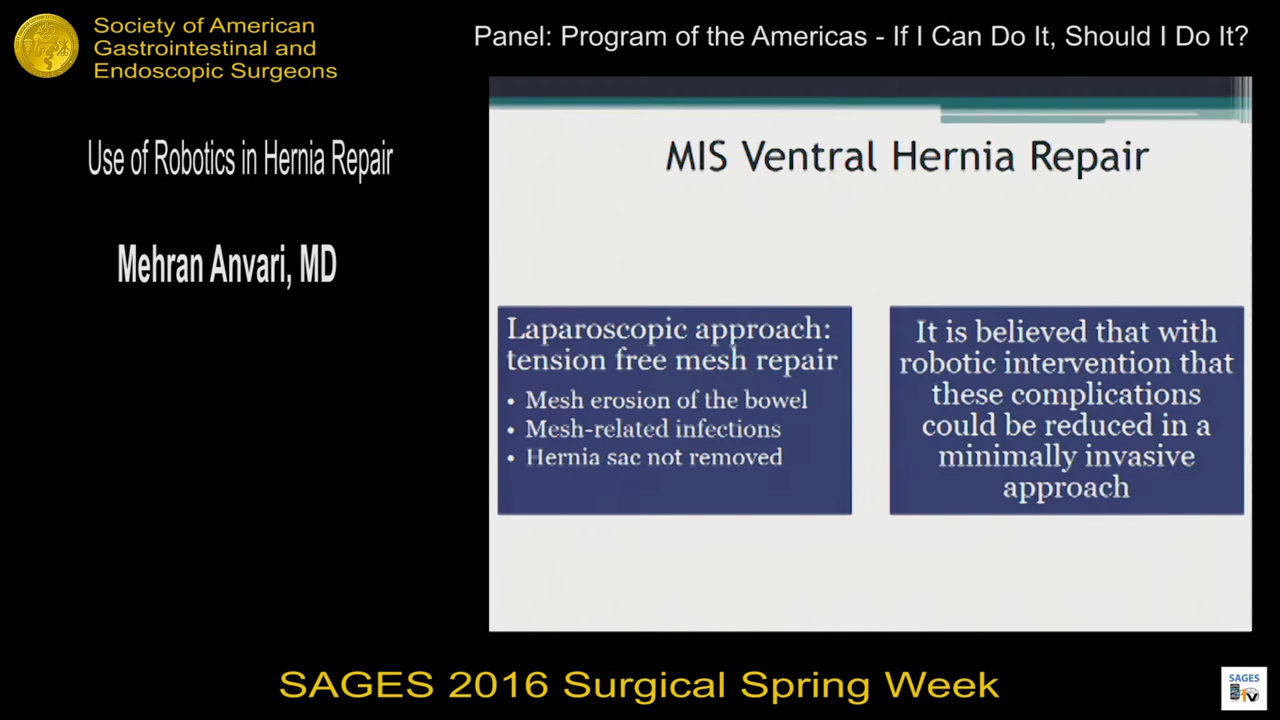 Society of American
Gastrointestinal and
Endoscopic Surgeons
Panel: Program of the Americas - If I Can Do It, Should I Do It?
Use of Robotics in Hernia Repair
Mehran Anvari, MD
MIS Ventral Hernia Repair
Laparoscopic approach:
tension free mesh repair
• Mesh erosion of the bowel
• Mesh-related infections
• Hernia sac not removed
It is believed that with
robotic intervention that
these complications
could be reduced in a
minimally invasive
approach
SAGES 2016 Surgical Spring Week
SAGES
TV